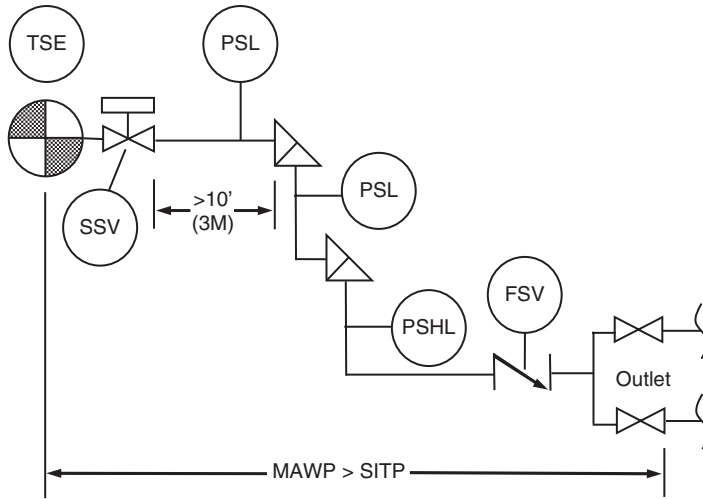 TSE
PSL
PSL
>10'
(3M)
SSV
FSV
PSHL
Outlet
MAWP > SITP